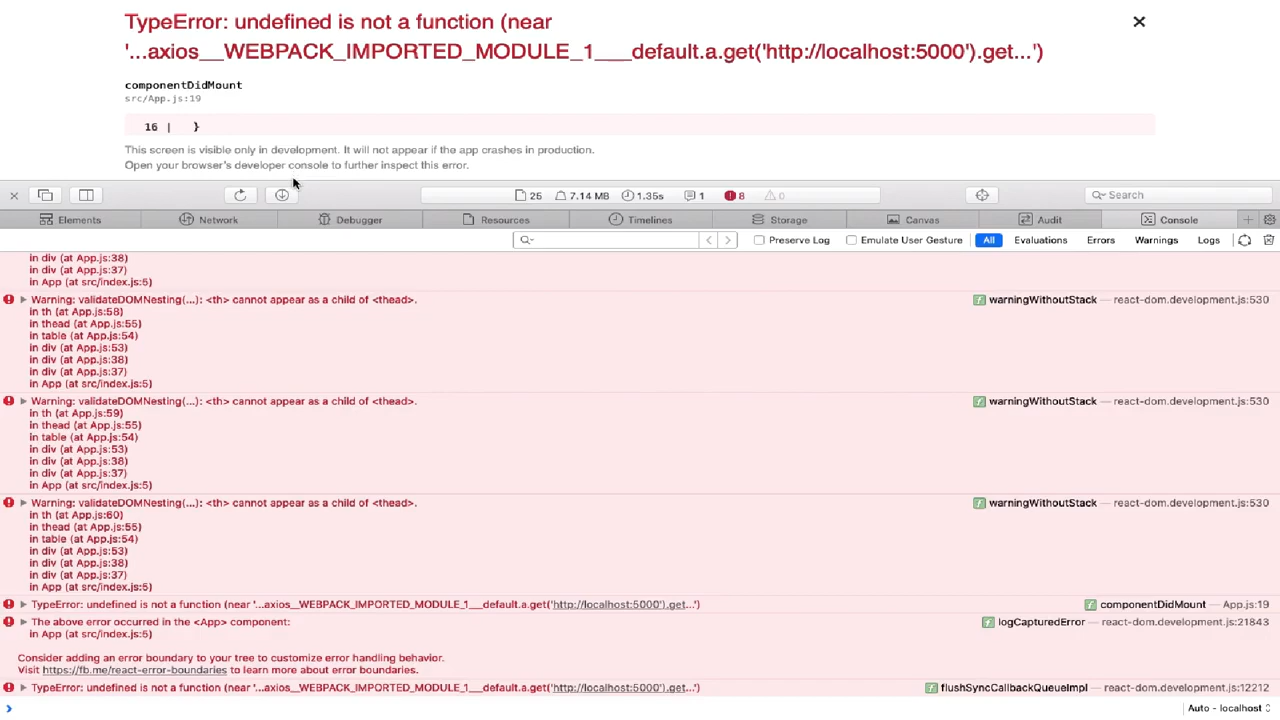 TypeError: undefined is not a function (near
'...axios__WEBPACK_IMPORTED_MODULE_1___default.a.get('http://localhost:5000').get...')
componentDidMount
src/App.js:19
16 | }
This screen is visible only in development. It will not appear if the app crashes in production.
Open your browser's developer console to further inspect this error.
25 7.14 MB 1.35s 1 8 0 Search
Elements Network Debugger Resources Timelines Storage Canvas Audit Console
Preserve Log Emulate User Gesture All Evaluations Errors Warnings Logs
in div (at App.js:38)
in div (at App.js:37)
in App (at src/index.js:5)
Warning: validateDOMNesting(...): <th> cannot appear as a child of <thead>. warningWithoutStack — react-dom.development.js:530
in th (at App.js:58)
in thead (at App.js:55)
in table (at App.js:54)
in div (at App.js:53)
in div (at App.js:38)
in div (at App.js:37)
in App (at src/index.js:5)
Warning: validateDOMNesting(...): <th> cannot appear as a child of <thead>. warningWithoutStack — react-dom.development.js:530
in th (at App.js:59)
in thead (at App.js:55)
in table (at App.js:54)
in div (at App.js:53)
in div (at App.js:38)
in div (at App.js:37)
in App (at src/index.js:5)
Warning: validateDOMNesting(...): <th> cannot appear as a child of <thead>. warningWithoutStack — react-dom.development.js:530
in th (at App.js:60)
in thead (at App.js:55)
in table (at App.js:54)
in div (at App.js:53)
in div (at App.js:38)
in div (at App.js:37)
in App (at src/index.js:5)
TypeError: undefined is not a function (near '...axios__WEBPACK_IMPORTED_MODULE_1___default.a.get('http://localhost:5000').get...') componentDidMount — App.js:19
The above error occurred in the <App> component: logCapturedError — react-dom.development.js:21843
in App (at src/index.js:5)
Consider adding an error boundary to your tree to customize error handling behavior.
Visit https://fb.me/react-error-boundaries to learn more about error boundaries.
TypeError: undefined is not a function (near '...axios__WEBPACK_IMPORTED_MODULE_1___default.a.get('http://localhost:5000').get...') flushSyncCallbackQueueImpl — react-dom.development.js:12212
Auto - localhost